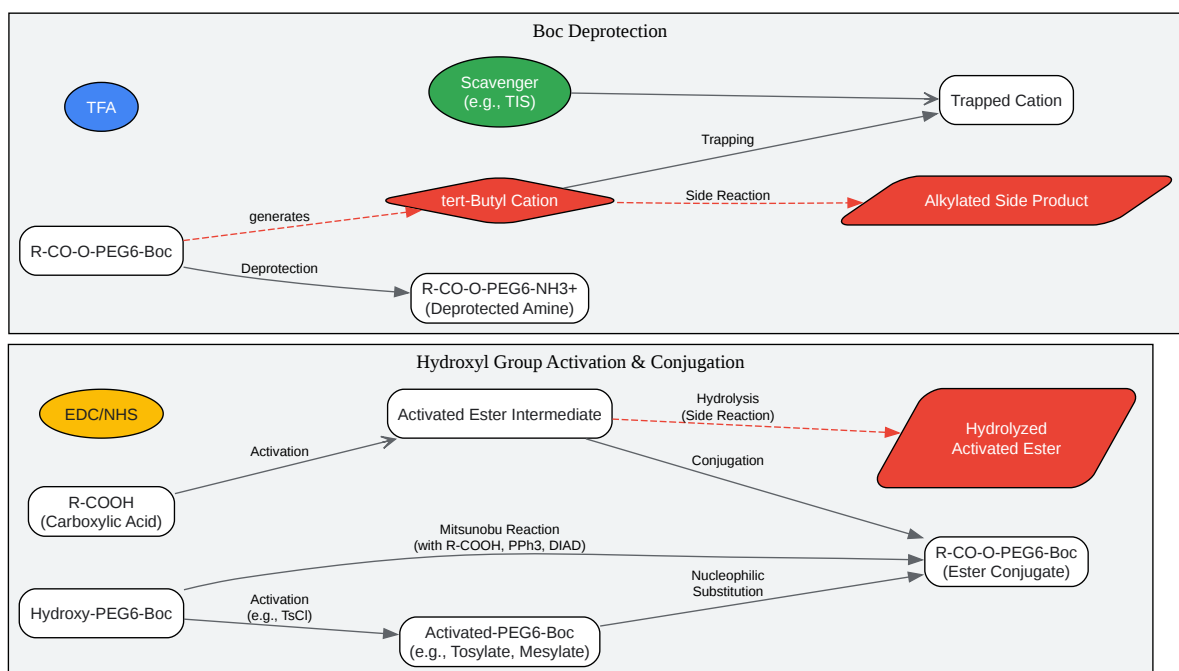 Boc Deprotection
TFA
Scavenger
(e.g., TIS)
Trapped Cation
Trapping
tert-Butyl Cation
Side Reaction
Alkylated Side Product
generates
R-CO-O-PEG6-Boc
Deprotection
R-CO-O-PEG6-NH3+
(Deprotected Amine)
Hydroxyl Group Activation & Conjugation
EDC/NHS
Activated Ester Intermediate
Hydrolysis
(Side Reaction)
Hydrolyzed
Activated Ester
Activation
Conjugation
R-COOH
(Carboxylic Acid)
Mitsunobu Reaction
(with R-COOH, PPh3, DIAD)
R-CO-O-PEG6-Boc
(Ester Conjugate)
Nucleophilic
Substitution
Hydroxy-PEG6-Boc
Activation
(e.g., TsCl)
Activated-PEG6-Boc
(e.g., Tosylate, Mesylate)